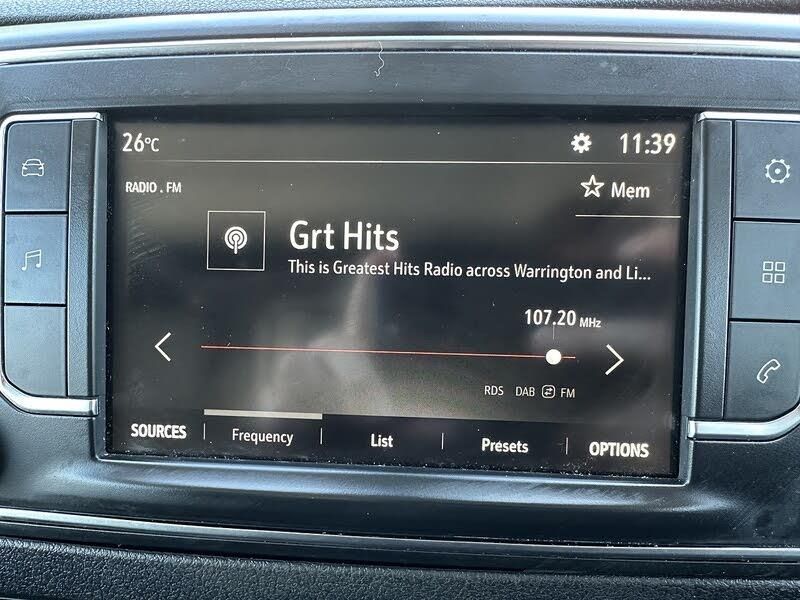 26°C
11:39
RADIO . FM
Mem
Grt Hits
This is Greatest Hits Radio across Warrington and Li...
107.20 MHz
RDS DAB FM
SOURCES Frequency List Presets OPTIONS